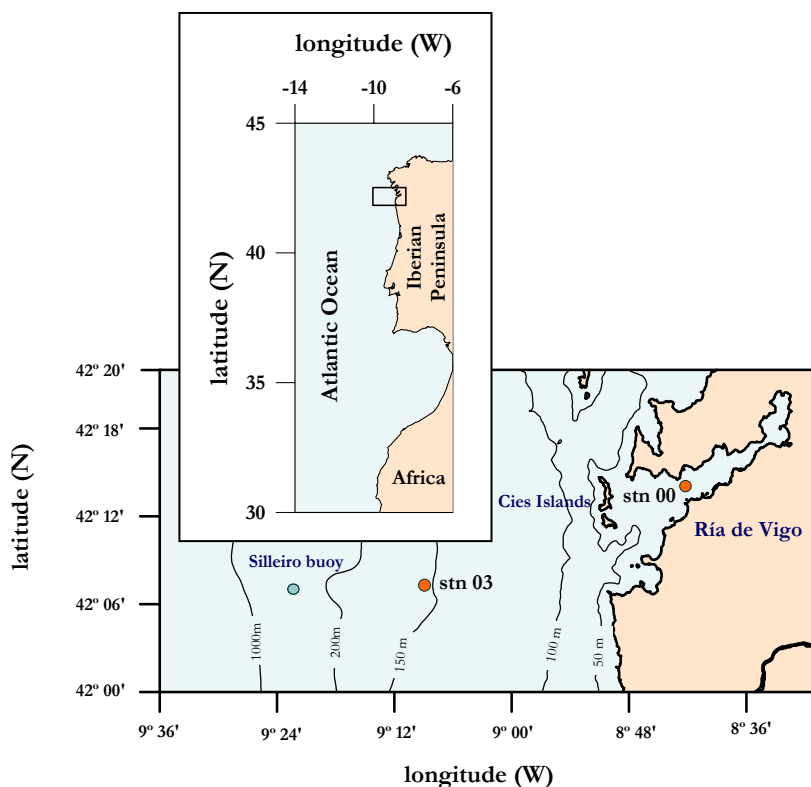 longitude (W)
-14
-10
-6
45
40
35
30
latitude (N)
Atlantic Ocean
Iberian
Peninsula
Africa
42º 20'
42º 18'
42º 12'
42º 06'
42º 00'
latitude (N)
Cies Islands
stn 00
Ría de Vigo
Silleiro buoy
stn 03
1000m
200m
150 m
100 m
50 m
9º 36'
9º 24'
9º 12'
9º 00'
8º 48'
8º 36'
longitude (W)